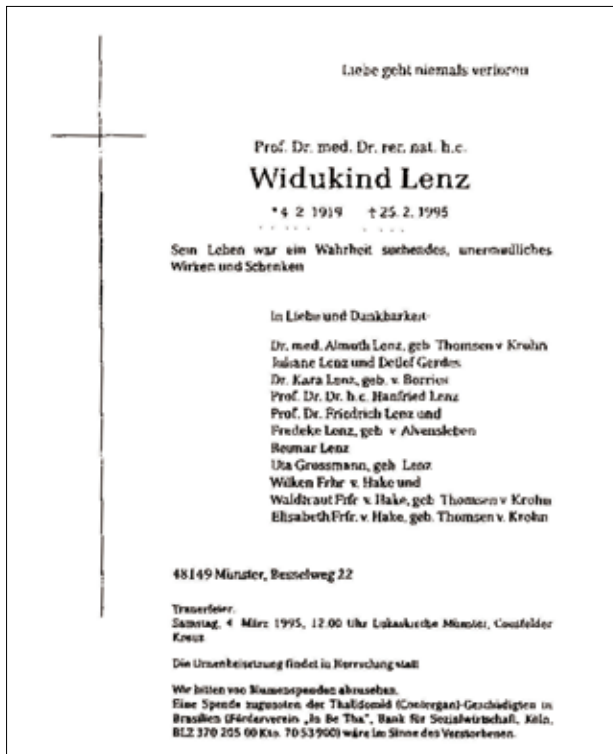 Liebe geht niemals verloren
Prof. Dr. med. Dr. rer. nat. h.c.
Widukind Lenz
*4. 2. 1919 †25. 2. 1995
Sein Leben war ein Wahrheit suchendes, unermüdliches
Wirken und Schenken
In Liebe und Dankbarkeit
Dr. med. Almuth Lenz, geb. Thomsen v. Krohn
Juliane Lenz und Detlef Gerdes
Dr. Kara Lenz, geb. v. Borries
Prof. Dr. Dr. h.c. Hanfried Lenz
Prof. Dr. Friedrich Lenz und
Fredeke Lenz, geb. v. Alvensleben
Reimar Lenz
Uta Grossmann, geb. Lenz
Wilken Frhr. v. Hake und
Waldtraut Frfr. v. Hake, geb. Thomsen v. Krohn
Elisabeth Frfr. v. Hake, geb. Thomsen v. Krohn
48149 Münster, Besselweg 22
Trauerfeier:
Samstag, 4. März 1995, 12.00 Uhr Lukaskirche Münster, Coesfelder
Kreuz
Die Urnenbeisetzung findet in statt
Wir bitten von Blumenspenden abzusehen.
Eine Spende zugunsten der Thalidomid (Contergan)-Geschädigten in
Brasilien (Förderverein „In Be Tha“, Bank für Sozialwirtschaft, Köln,
BLZ 370 205 00 Kto. 70 53 900) wäre im Sinne des Verstorbenen.